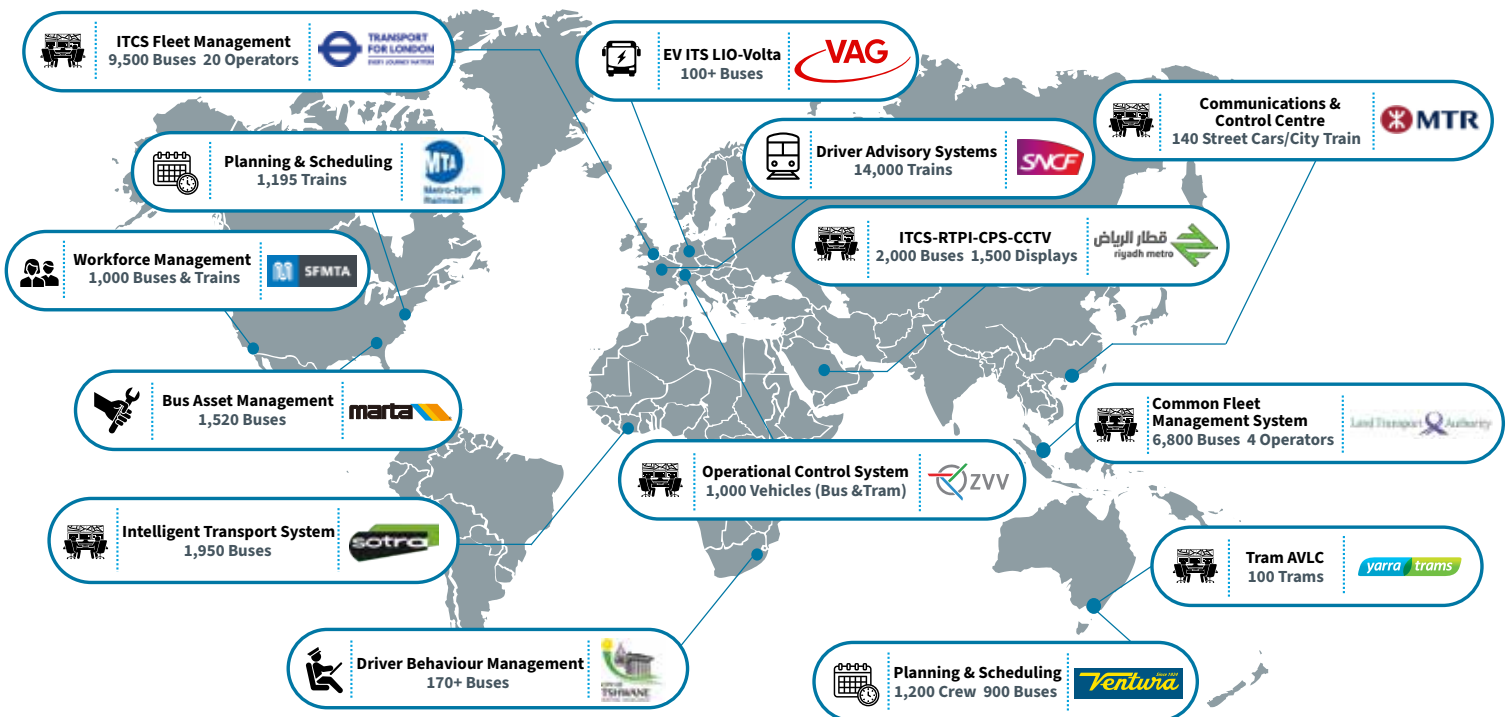 ITCS Fleet Management
9,500 Buses 20 Operators
TRANSPORT
FOR LONDON
EVERY JOURNEY MATTERS
EV ITS LIO-Volta
100+ Buses
VAG
Communications &
Control Centre
140 Street Cars/City Train
MTR
Planning & Scheduling
1,195 Trains
MTA
Metro-North
Railroad
Driver Advisory Systems
14,000 Trains
SNCF
ITCS-RTPI-CPS-CCTV
2,000 Buses 1,500 Displays
قطار الرياض
riyadh metro
Workforce Management
1,000 Buses & Trains
SFMTA
Bus Asset Management
1,520 Buses
marta
Common Fleet
Management System
6,800 Buses 4 Operators
Land Transport Authority
Operational Control System
1,000 Vehicles (Bus &Tram)
ZVV
Intelligent Transport System
1,950 Buses
sotra
Tram AVLC
100 Trams
yarra trams
Driver Behaviour Management
170+ Buses
CITY OF
TSHWANE
Planning & Scheduling
1,200 Crew 900 Buses
Since 1924
Ventura